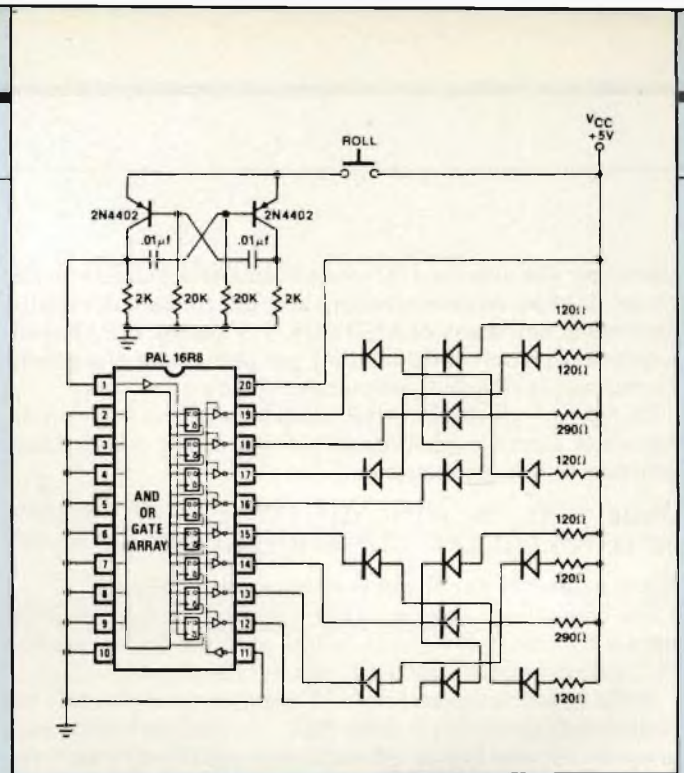 ROLL
VCC
+5V
2N4402
2N4402
.01µf
.01µf
2K
20K
20K
2K
PAL 16R8
1
20
2
19
3
18
4
17
5
16
6
15
7
14
8
13
9
12
10
11
AND
OR
GATE
ARRAY
120Ω
120Ω
290Ω
120Ω
120Ω
120Ω
290Ω
120Ω